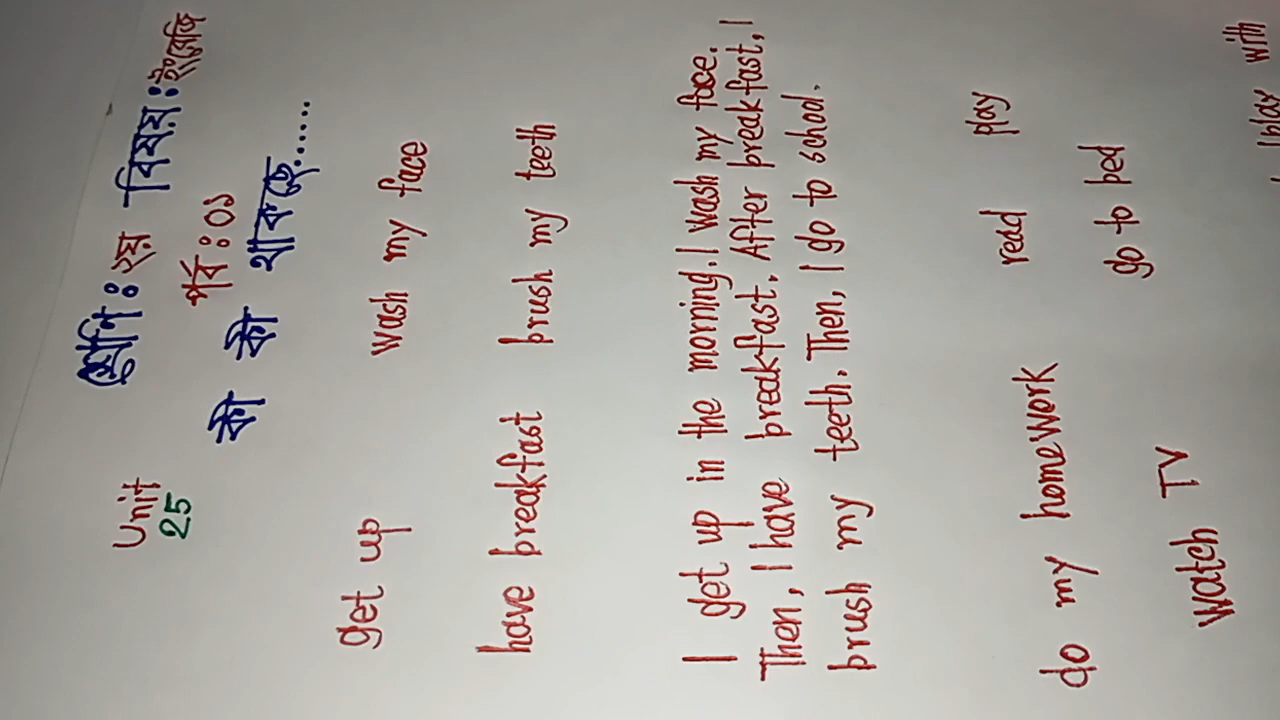 শ্রেণি : ২য় বিষয় : ইংরেজি
Unit 25
পর্ব : ০১
কী কী থাকছে......
get up wash my face
have breakfast brush my teeth
I get up in the morning. I wash my face.
Then, I have breakfast. After breakfast, I
brush my teeth. Then, I go to school.
do my homework read play
Watch TV go to bed
I play with